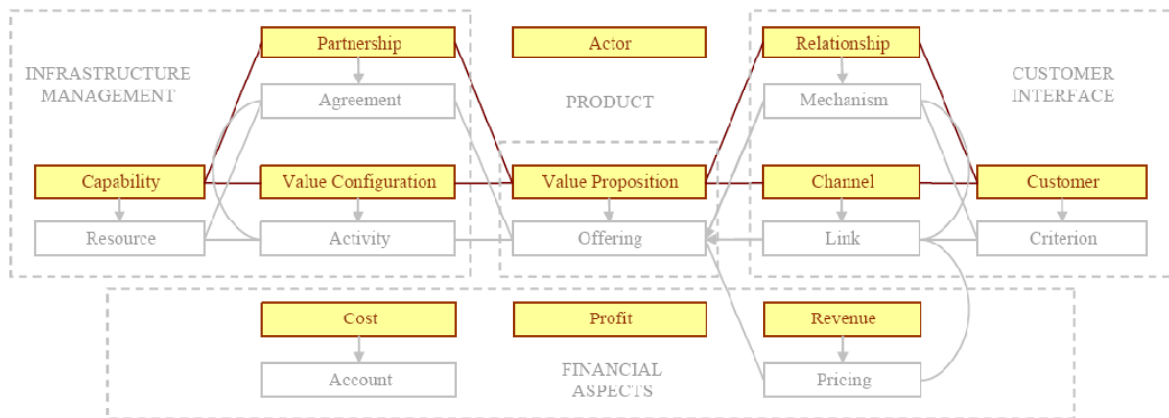 Partnership
Actor
Relationship
INFRASTRUCTURE
MANAGEMENT
Agreement
PRODUCT
Mechanism
CUSTOMER
INTERFACE
Capability
Value Configuration
Value Proposition
Channel
Customer
Resource
Activity
Offering
Link
Criterion
Cost
Profit
Revenue
Account
FINANCIAL
ASPECTS
Pricing